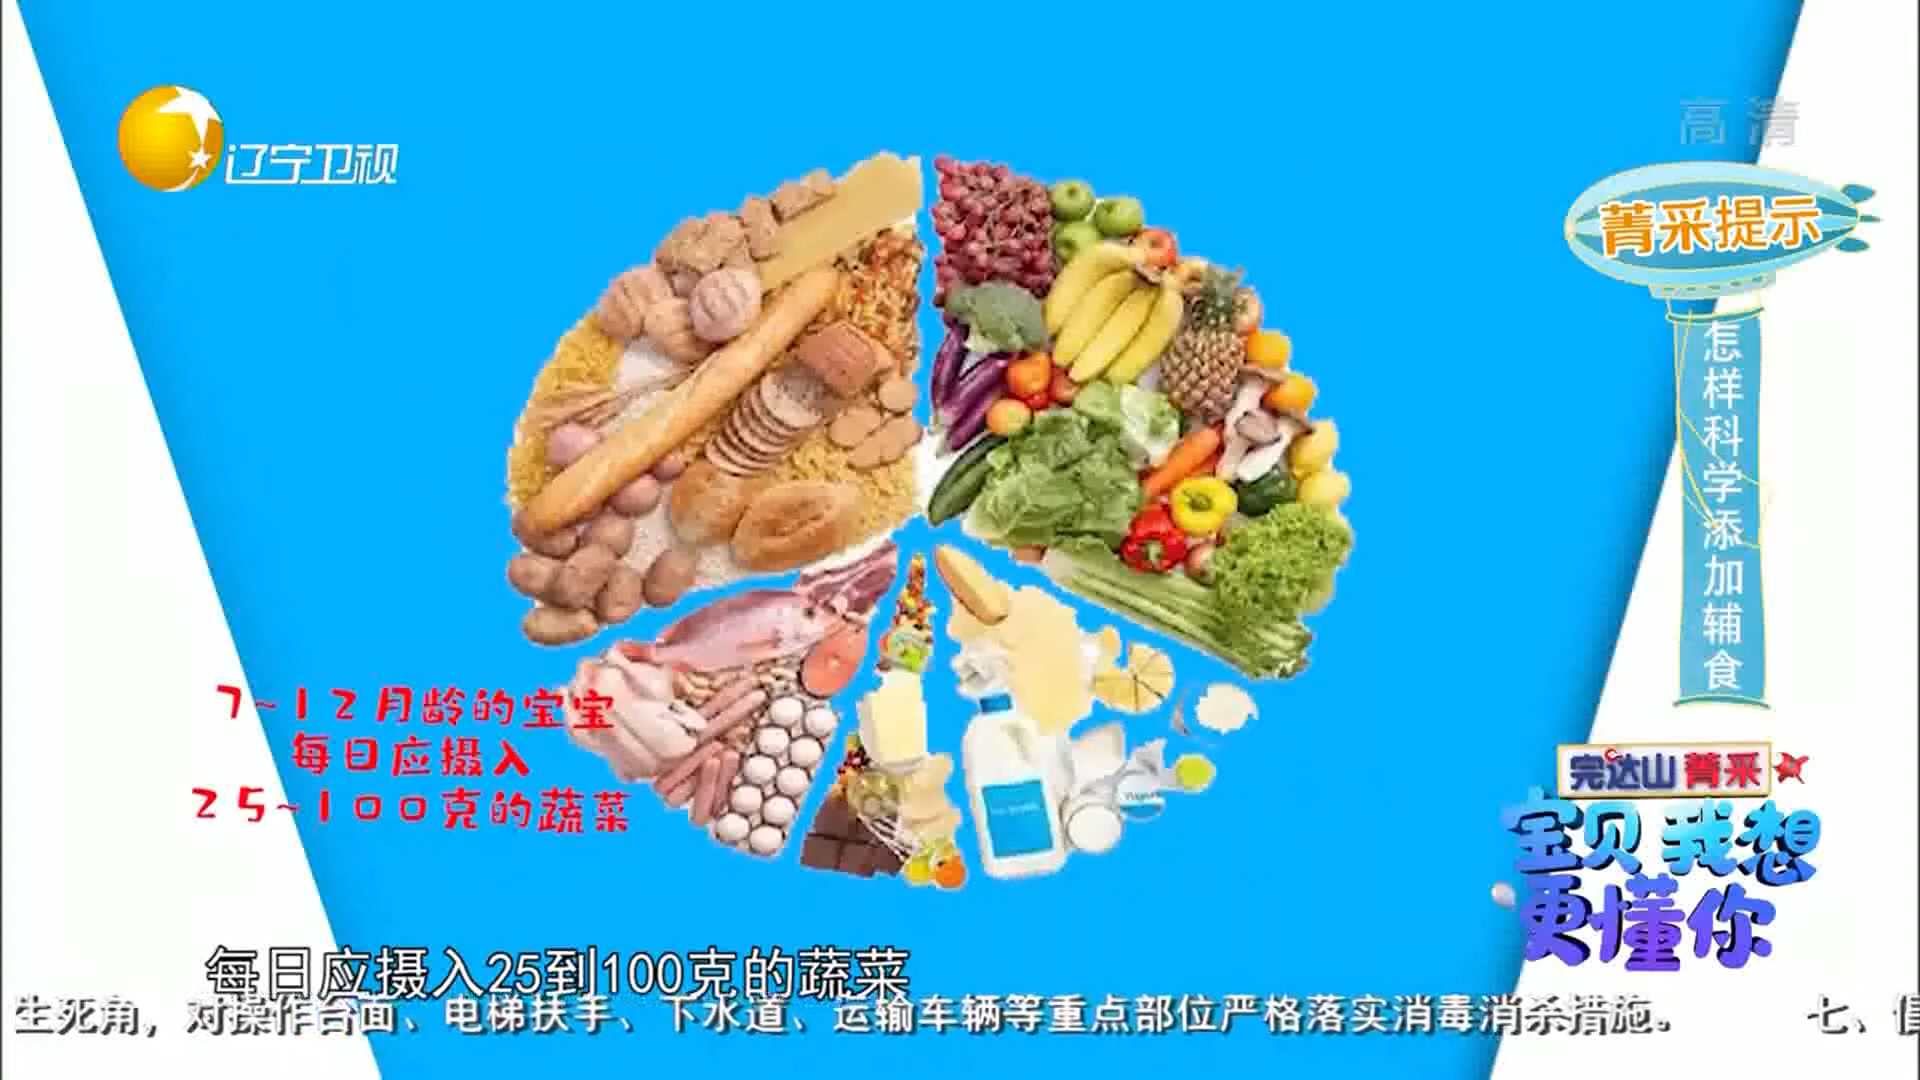 辽宁卫视
高清
菁采提示
怎样科学添加辅食
7~12月龄的宝宝
每日应摄入
25~100克的蔬菜
完达山 菁采
宝贝 我想
更懂你
每日应摄入25到100克的蔬菜
生死角，对操作台面、电梯扶手、下水道、运输车辆等重点部位严格落实消毒消杀措施。 七、